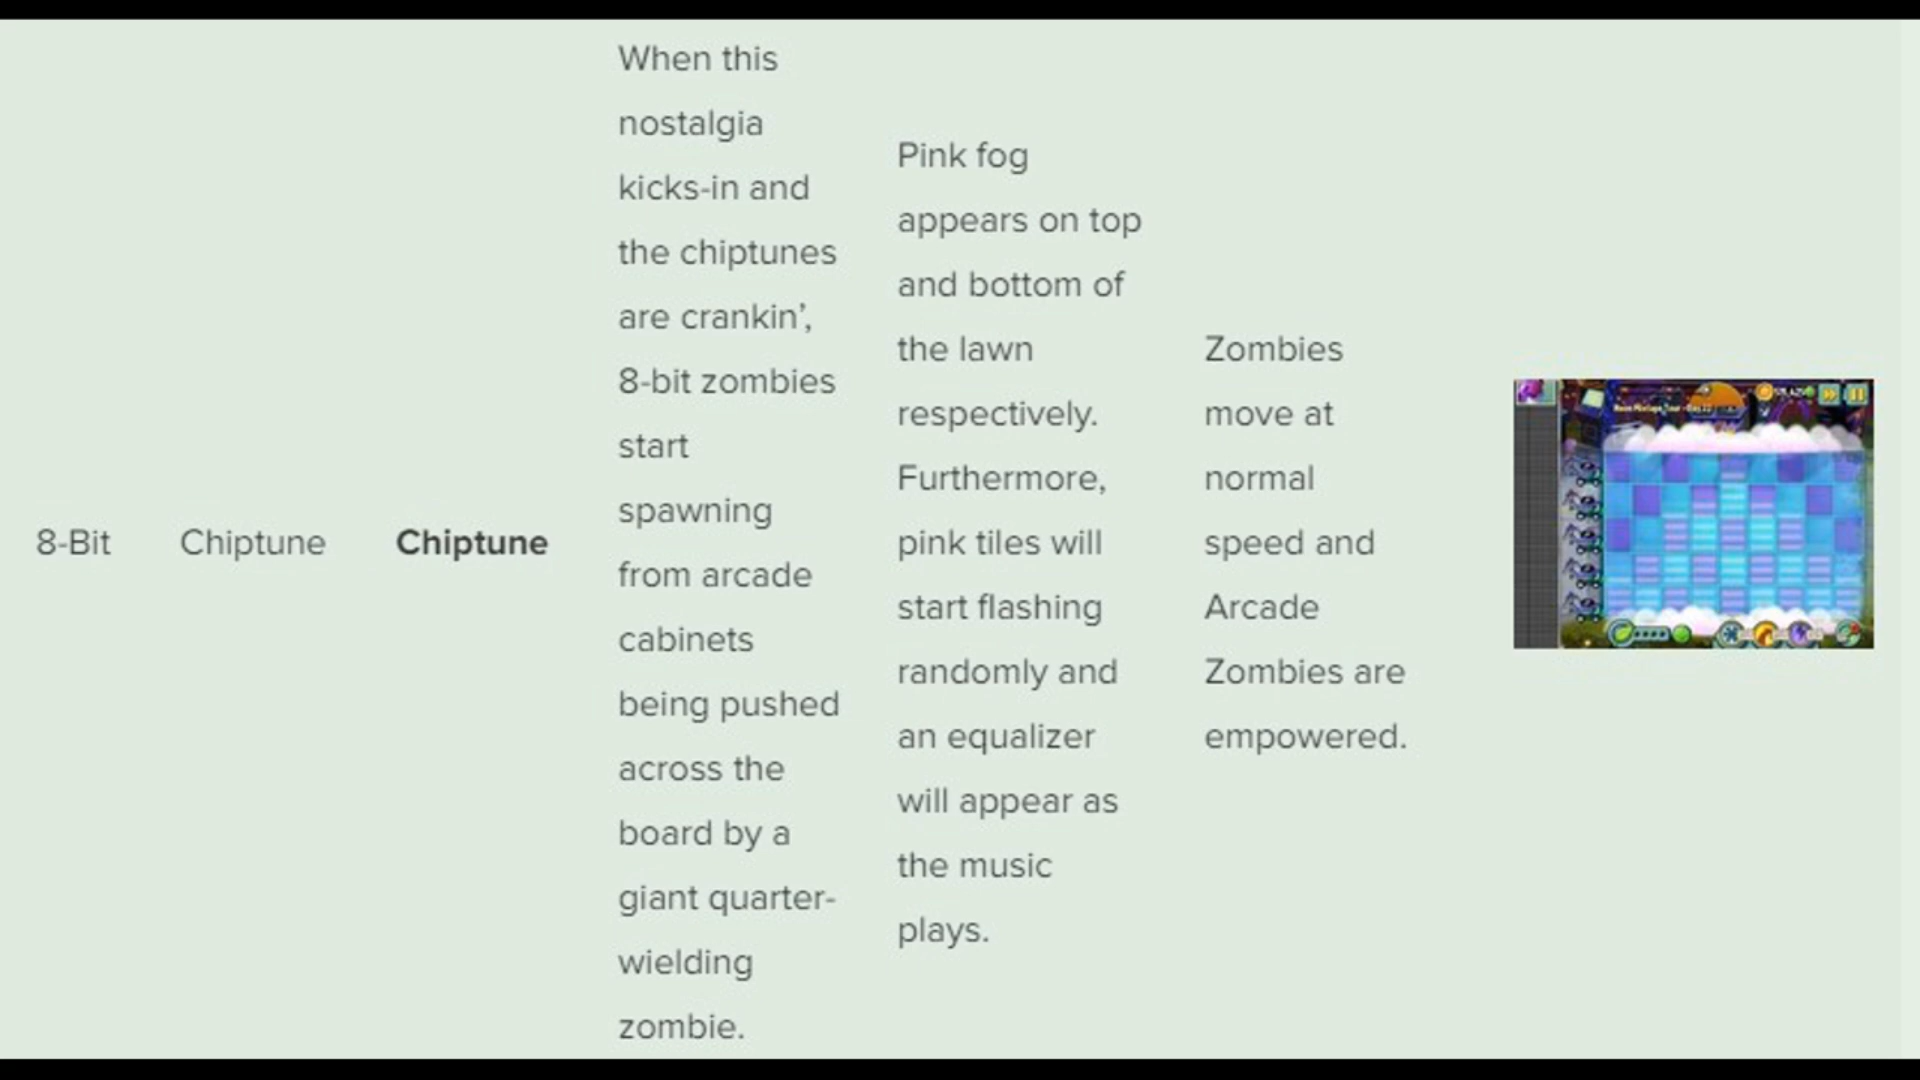 8-Bit
Chiptune
Chiptune
When this
nostalgia
kicks-in and
the chiptunes
are crankin’,
8-bit zombies
start
spawning
from arcade
cabinets
being pushed
across the
board by a
giant quarter-
wielding
zombie.
Pink fog
appears on top
and bottom of
the lawn
respectively.
Furthermore,
pink tiles will
start flashing
randomly and
an equalizer
will appear as
the music
plays.
Zombies
move at
normal
speed and
Arcade
Zombies are
empowered.